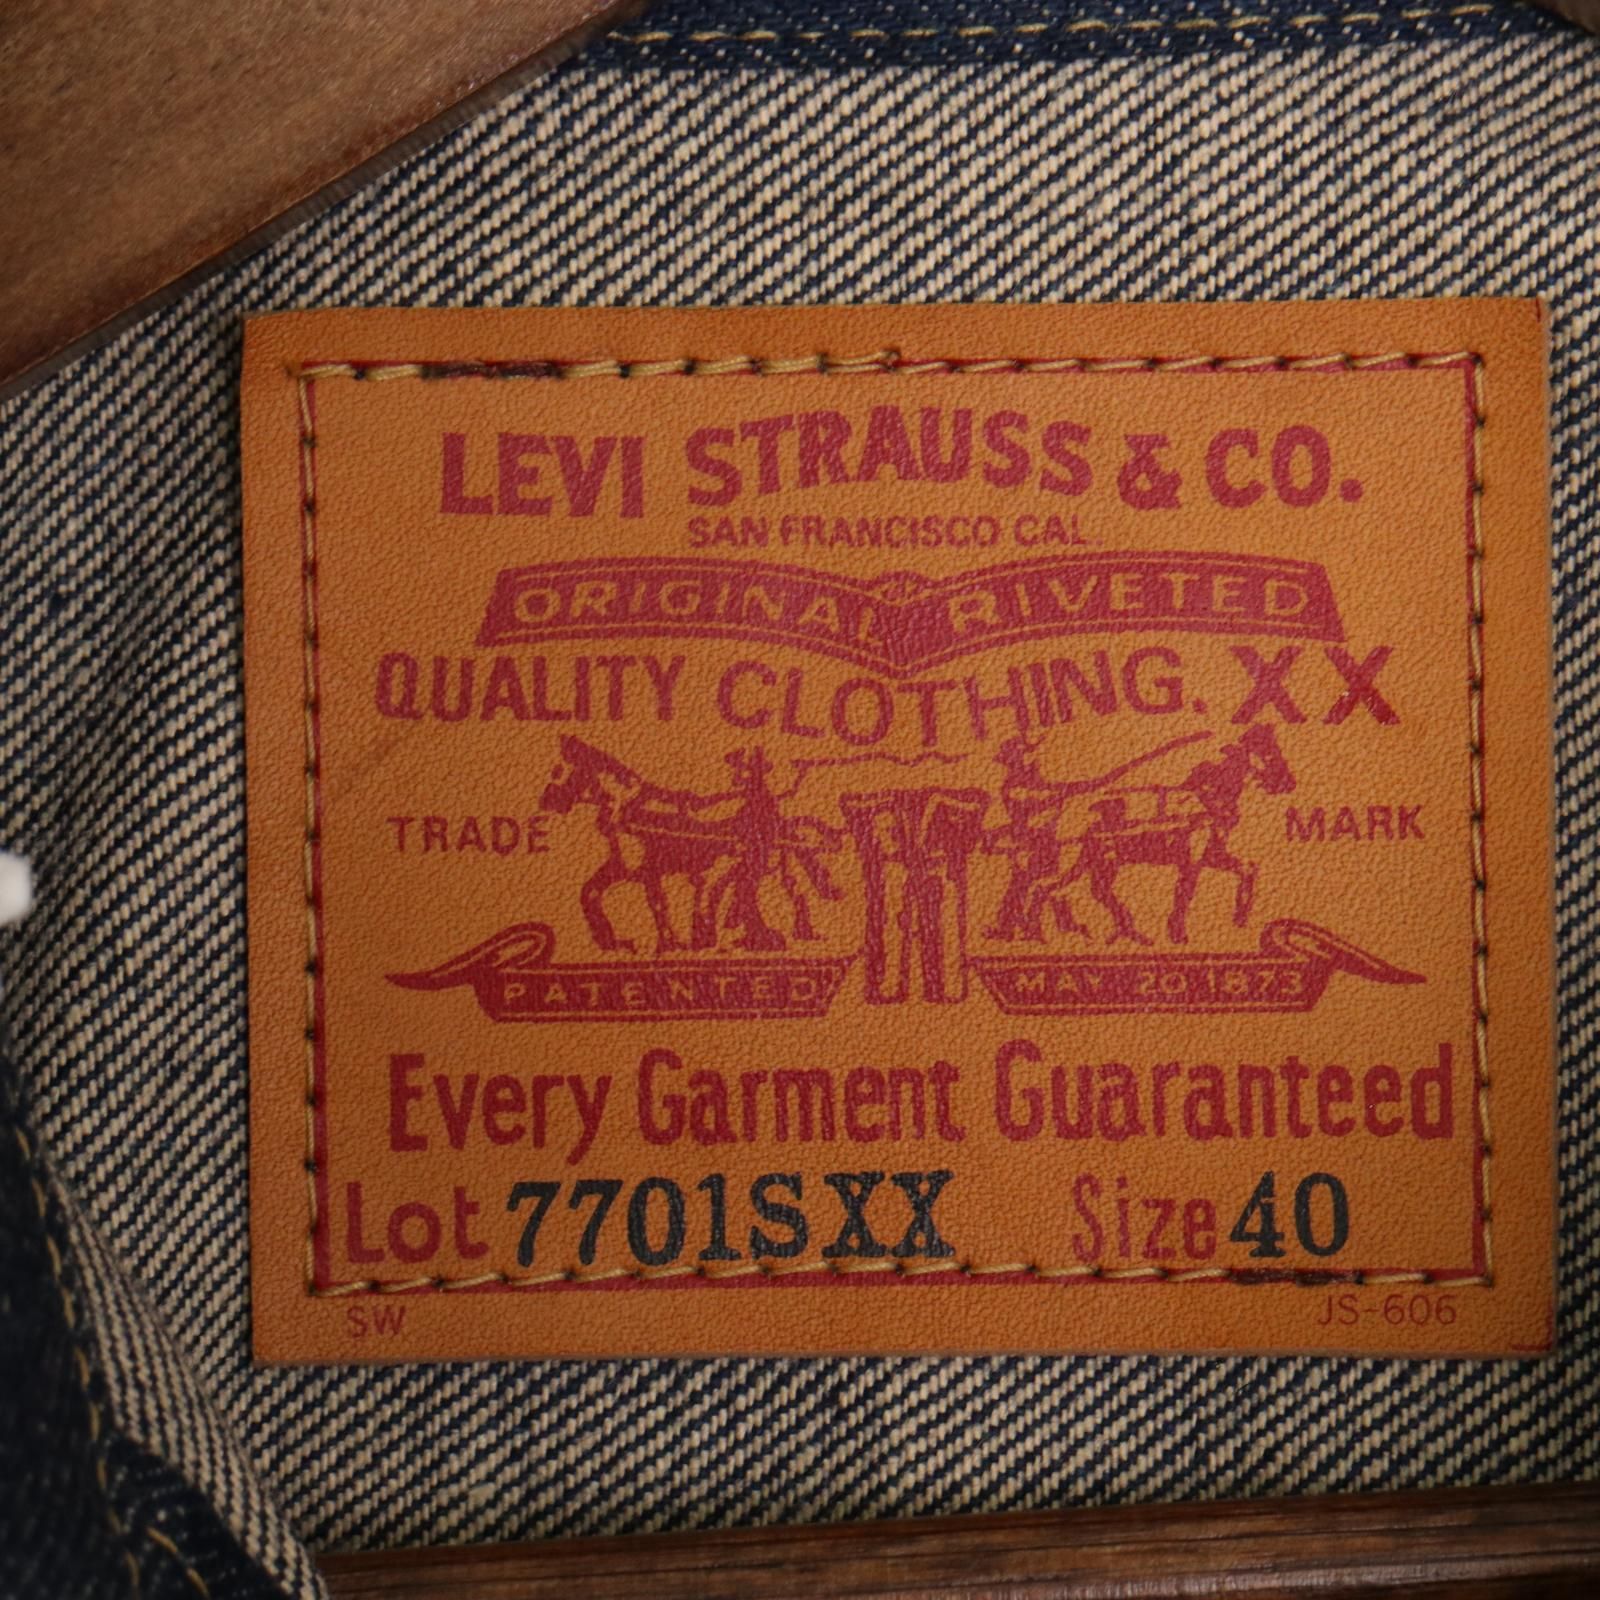 LEVI STRAUSS & CO.
SAN FRANCISCO CAL.
ORIGINAL RIVETED
QUALITY CLOTHING. XX
TRADE MARK
PATENTED MAY 20 1873
Every Garment Guaranteed
Lot 7701SXX Size 40
SW JS-606